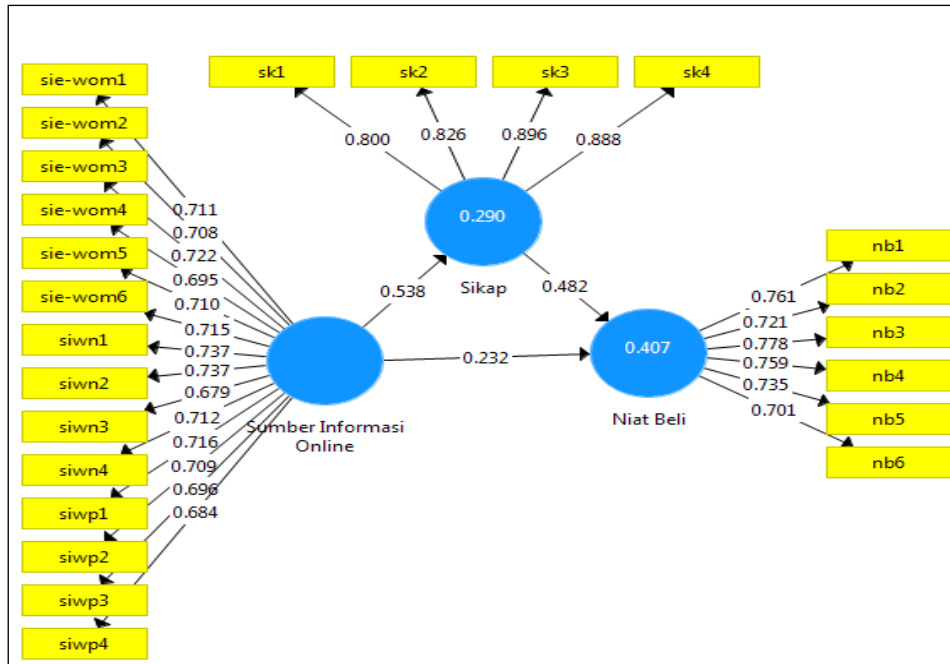 sie-wom1
sie-wom2
sie-wom3
sie-wom4
sie-wom5
sie-wom6
siwn1
siwn2
siwn3
siwn4
siwp1
siwp2
siwp3
siwp4
0.711
0.708
0.722
0.695
0.710
0.715
0.737
0.737
0.679
0.712
0.716
0.709
0.696
0.684
Sumber Informasi
Online
sk1
sk2
sk3
sk4
0.800
0.826
0.896
0.888
0.290
Sikap
0.538
0.482
0.232
0.407
Niat Beli
0.761
0.721
0.778
0.759
0.735
0.701
nb1
nb2
nb3
nb4
nb5
nb6